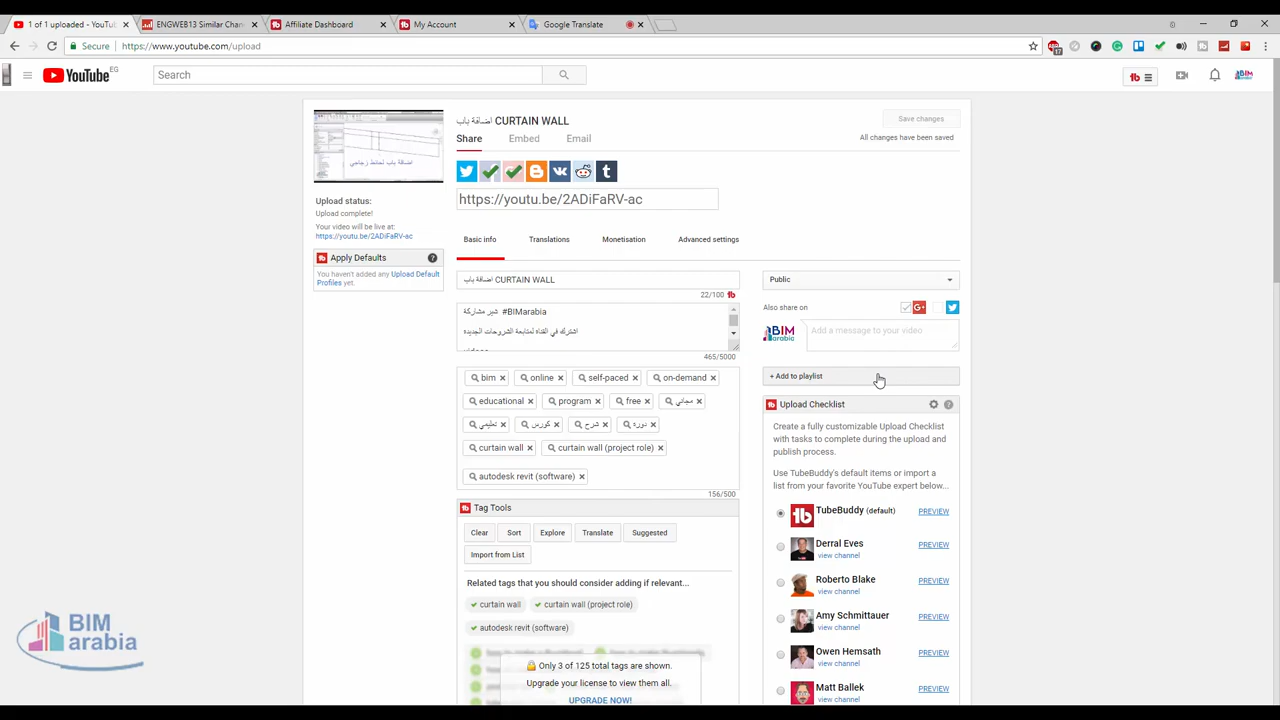 1 of 1 uploaded - YouTu
ENGWEB13 Similar Chan
Affiliate Dashboard
My Account
Google Translate
Secure
https://www.youtube.com/upload
YouTube EG
Search
BIM arabia
اضافة باب CURTAIN WALL
Save changes
Share
Embed
Email
All changes have been saved
اضافة باب لحائط زجاجي
https://youtu.be/2ADiFaRV-ac
Upload status:
Upload complete!
Your video will be live at:
https://youtu.be/2ADiFaRV-ac
Apply Defaults
You haven't added any Upload Default
Profiles yet.
Basic info
Translations
Monetisation
Advanced settings
اضافة باب CURTAIN WALL
22/100
شير مشاركة #BIMarabia
اشترك في القناة لمتابعة الشروحات الجديده
465/5000
Public
Also share on
BIM arabia
Add a message to your video
+ Add to playlist
bim
online
self-paced
on-demand
educational
program
free
مجاني
تعليمي
كورس
شرح
دورة
curtain wall
curtain wall (project role)
autodesk revit (software)
156/500
Tag Tools
Clear
Sort
Explore
Translate
Suggested
Import from List
Related tags that you should consider adding if relevant...
curtain wall
curtain wall (project role)
autodesk revit (software)
Only 3 of 125 total tags are shown.
Upgrade your license to view them all.
UPGRADE NOW!
Upload Checklist
Create a fully customizable Upload Checklist
with tasks to complete during the upload and
publish process.
Use TubeBuddy's default items or import a
list from your favorite YouTube expert below...
TubeBuddy (default)
PREVIEW
Derral Eves
view channel
PREVIEW
Roberto Blake
view channel
PREVIEW
Amy Schmittauer
view channel
PREVIEW
Owen Hemsath
view channel
PREVIEW
Matt Ballek
view channel
PREVIEW
BIM
arabia